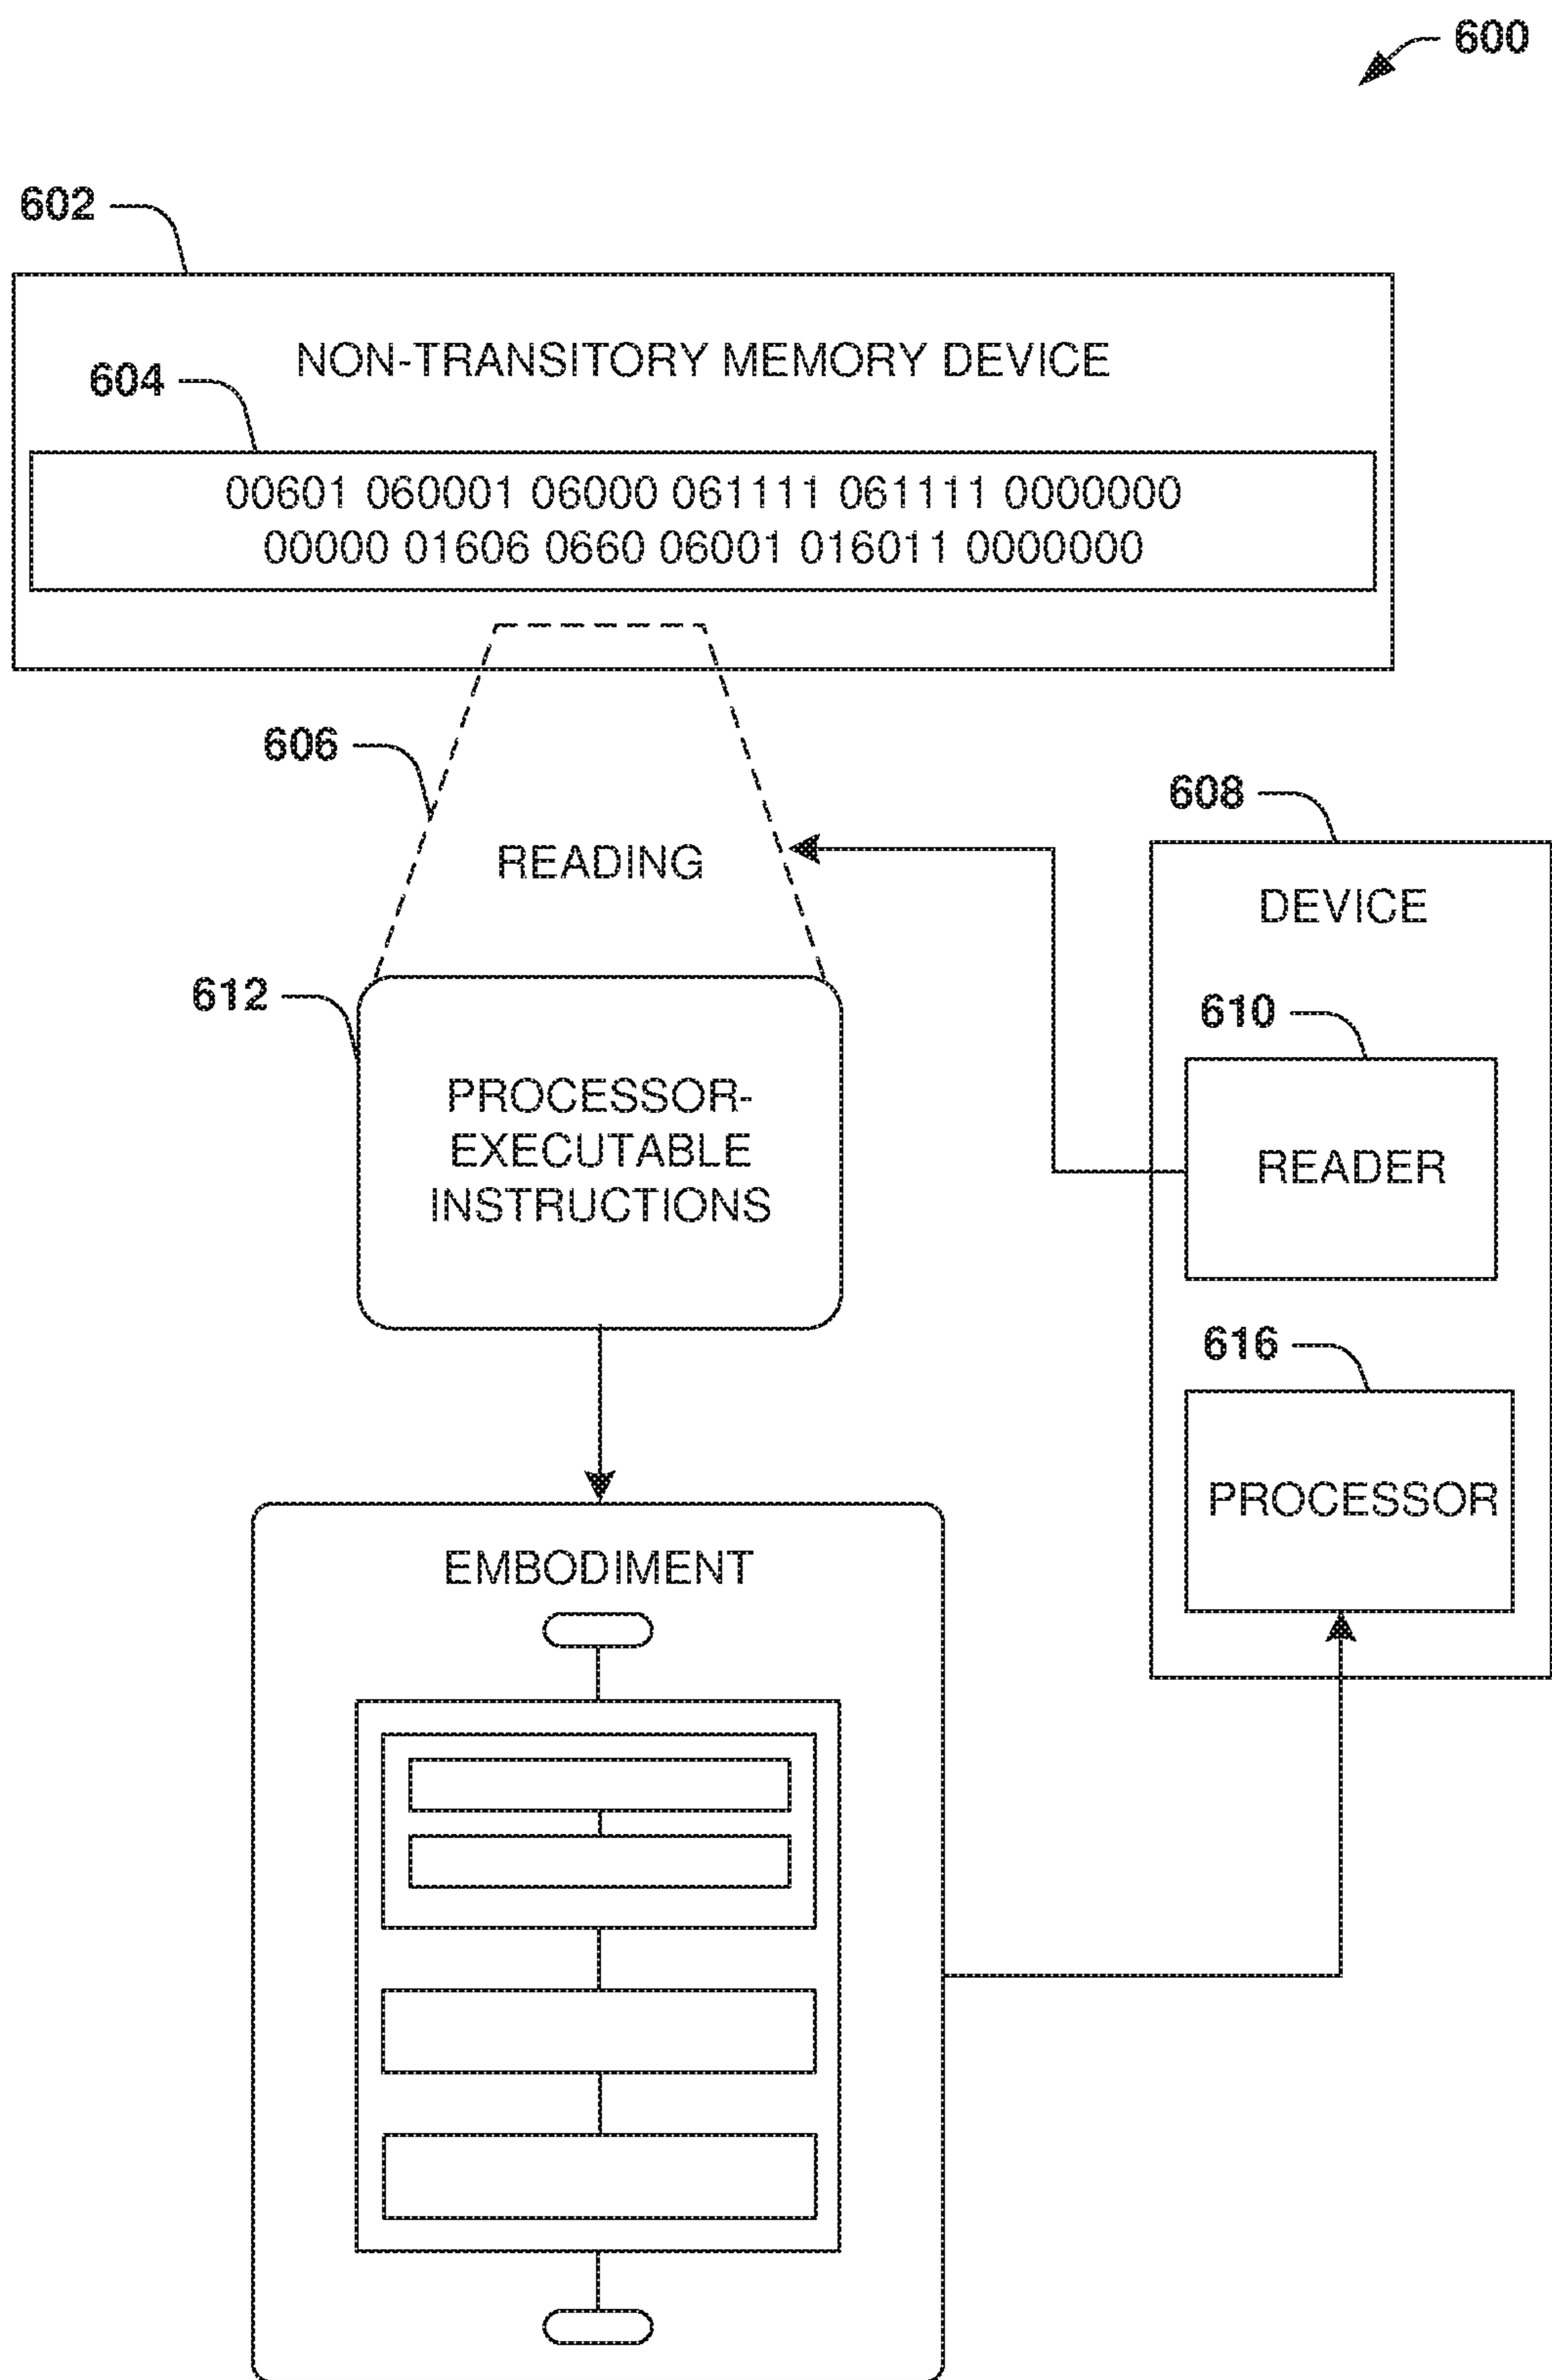 600
602
NON-TRANSITORY MEMORY DEVICE
604
00601 060001 06000 061111 061111 0000000
00000 01606 0660 06001 016011 0000000
606
READING
608
DEVICE
612
610
PROCESSOR-
EXECUTABLE
INSTRUCTIONS
READER
616
PROCESSOR
EMBODIMENT